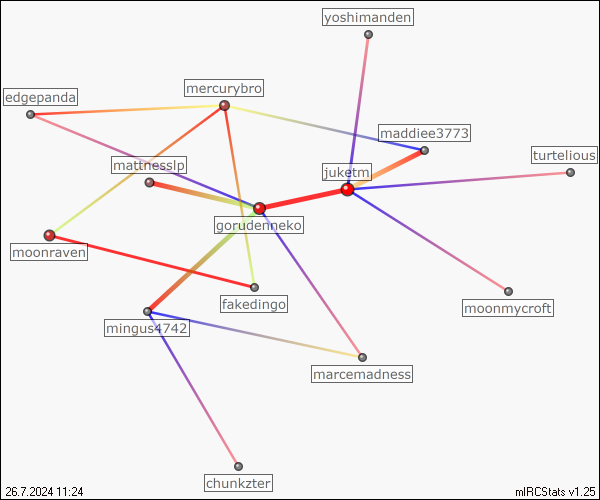 yoshimanden
mercurybro
edgepanda
maddiee3773
turtelious
mattnesslp
juketm
gorudenneko
moonraven
fakedingo
moonmycroft
mingus4742
marcemadness
chunkzter
26.7.2024 11:24
mIRCStats v1.25